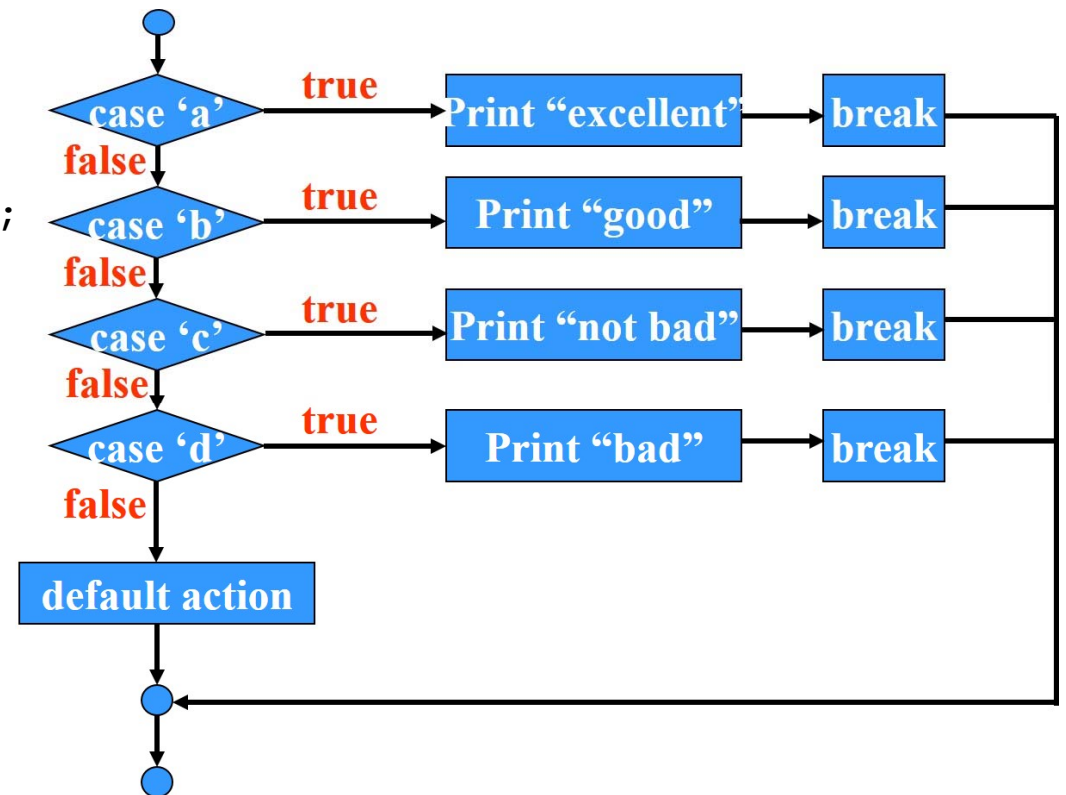 case ‘a’
true
Print “excellent”
break
false
;
case ‘b’
true
Print “good”
break
false
case ‘c’
true
Print “not bad”
break
false
case ‘d’
true
Print “bad”
break
false
default action